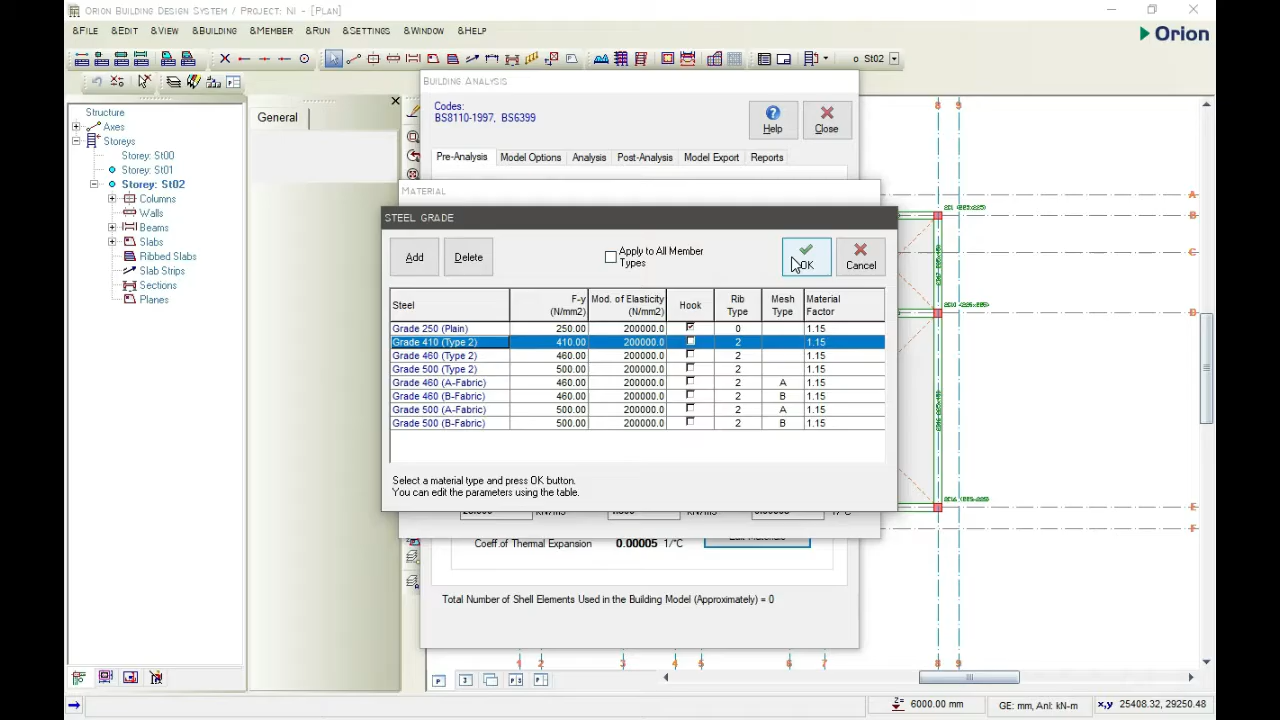 Orion Building Design System / Project: NI - [PLAN]
&File &Edit &View &Building &Member &Run &Settings &Window &Help
Orion
o St02
Structure
Axes
Storeys
Storey: St00
Storey: St01
Storey: St02
Columns
Walls
Beams
Slabs
Ribbed Slabs
Slab Strips
Sections
Planes
General
Building Analysis
Codes:
BS8110-1997, BS6399
Help
Close
Pre-Analysis Model Options Analysis Post-Analysis Model Export Reports
Material
Steel Grade
Add
Delete
Apply to All Member
Types
OK
Cancel
Steel F-y (N/mm2) Mod. of Elasticity (N/mm2) Hook Rib Type Mesh Type Material Factor
Grade 250 (Plain) 250.00 200000.0 0 1.15
Grade 410 (Type 2) 410.00 200000.0 2 1.15
Grade 460 (Type 2) 460.00 200000.0 2 1.15
Grade 500 (Type 2) 500.00 200000.0 2 1.15
Grade 460 (A-Fabric) 460.00 200000.0 2 A 1.15
Grade 460 (B-Fabric) 460.00 200000.0 2 B 1.15
Grade 500 (A-Fabric) 500.00 200000.0 2 A 1.15
Grade 500 (B-Fabric) 500.00 200000.0 2 B 1.15
Select a material type and press OK button.
You can edit the parameters using the table.
Coeff.of Thermal Expansion 0.00005 1/°C
Total Number of Shell Elements Used in the Building Model (Approximately) = 0
8 9
A
B
C
D
E
F
1 2 3 4 5 6 7 8 9
6000.00 mm
GE: mm, Anl: kN-m
x,y 25408.32, 29250.48